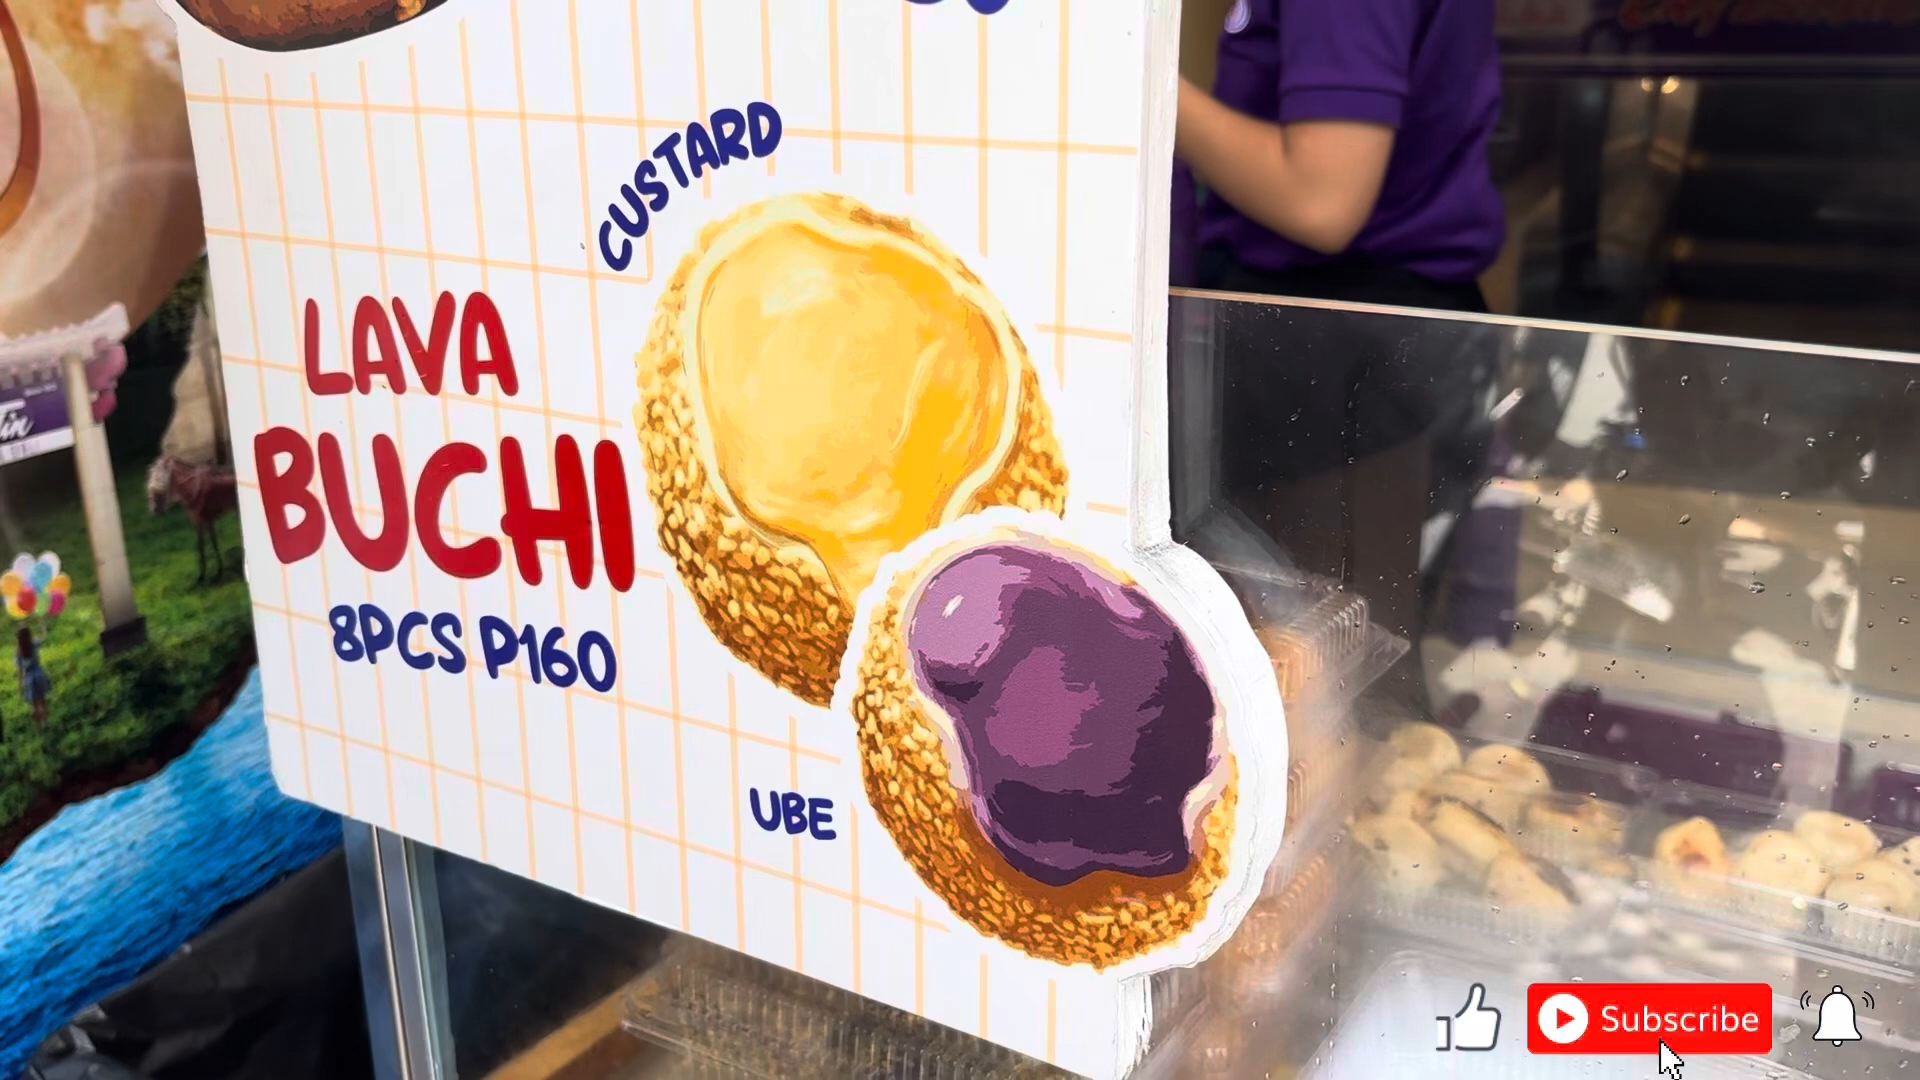 CUSTARD
LAVA
BUCHI
8PCS P160
UBE
Subscribe